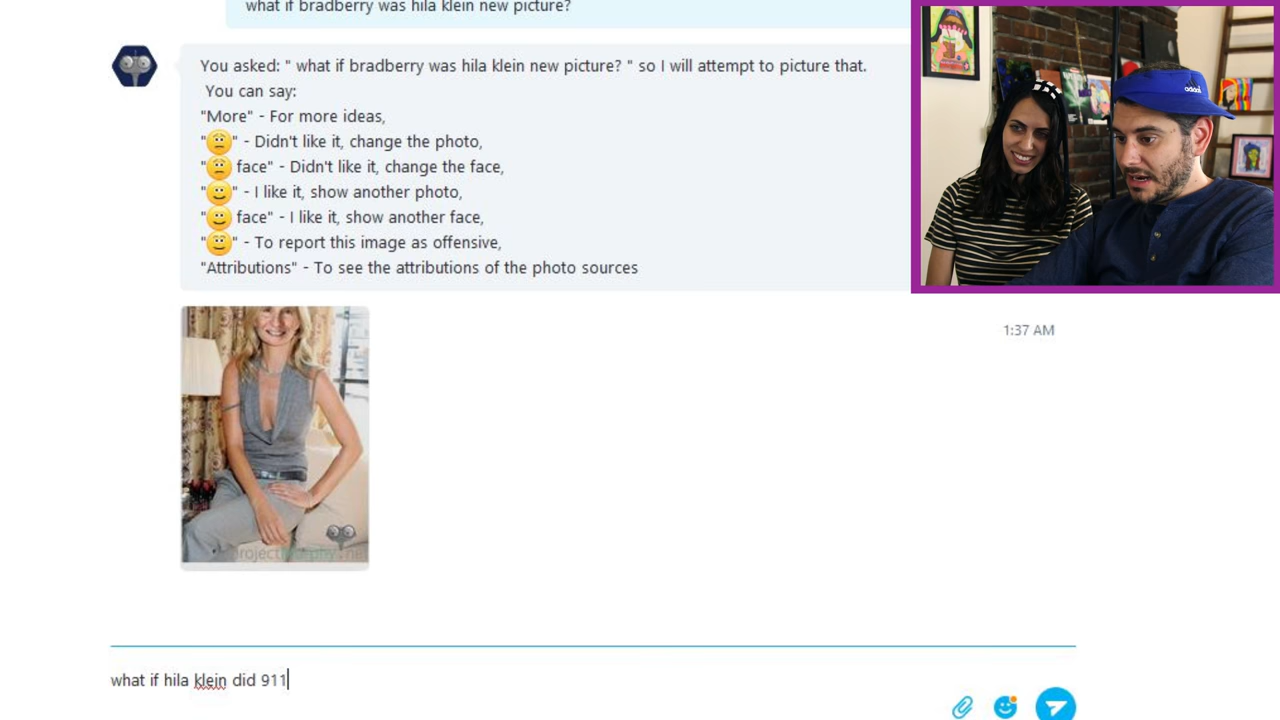 what if bradberry was hila klein new picture?
You asked: " what if bradberry was hila klein new picture? " so I will attempt to picture that.
You can say:
"More" - For more ideas,
"😟" - Didn't like it, change the photo,
"😟 face" - Didn't like it, change the face,
"🙂" - I like it, show another photo,
"🙂 face" - I like it, show another face,
"😑" - To report this image as offensive,
"Attributions" - To see the attributions of the photo sources
adidas
1:37 AM
what if hila klein did 911